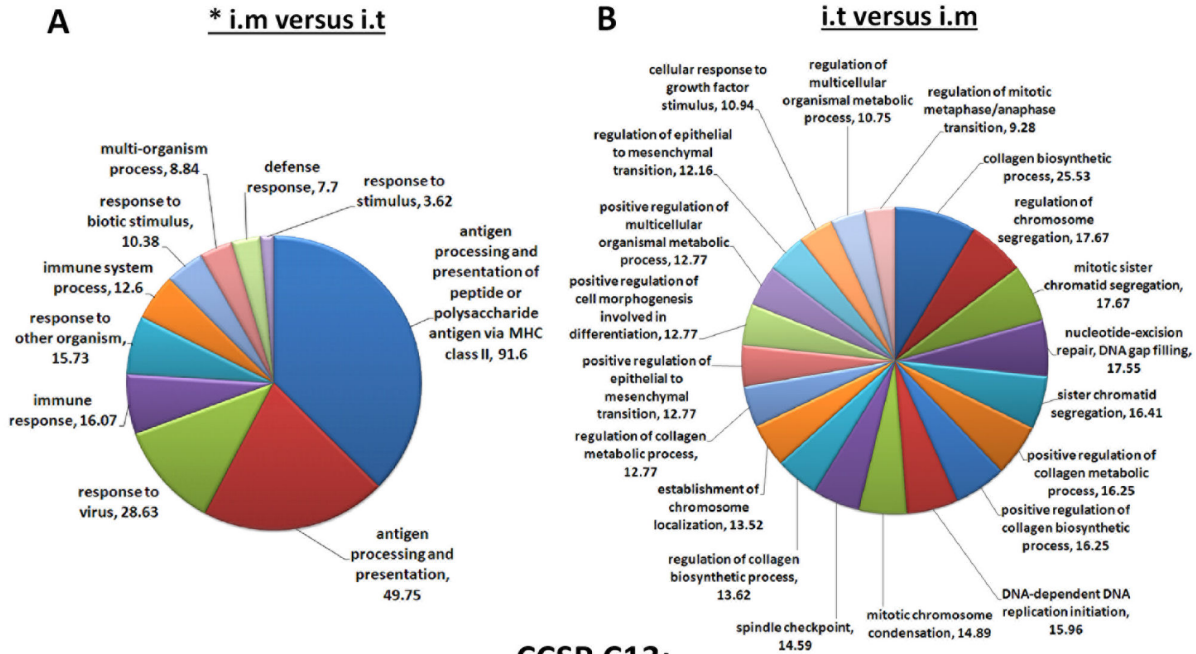 A
* i.m versus i.t
multi-organism
process, 8.84
defense
response, 7.7
response to
stimulus, 3.62
response to
biotic stimulus,
10.38
immune system
process, 12.6
response to
other organism,
15.73
immune
response, 16.07
response to
virus, 28.63
antigen
processing and
presentation,
49.75
antigen
processing and
presentation of
peptide or
polysaccharide
antigen via MHC
class II, 91.6
B
i.t versus i.m
cellular response to
growth factor
stimulus, 10.94
regulation of
multicellular
organismal metabolic
process, 10.75
regulation of mitotic
metaphase/anaphase
transition, 9.28
collagen biosynthetic
process, 25.53
regulation of
chromosome
segregation, 17.67
mitotic sister
chromatid segregation,
17.67
nucleotide-excision
repair, DNA gap filling,
17.55
sister chromatid
segregation, 16.41
positive regulation of
collagen metabolic
process, 16.25
positive regulation of
collagen biosynthetic
process, 16.25
DNA-dependent DNA
replication initiation,
15.96
mitotic chromosome
condensation, 14.89
spindle checkpoint,
14.59
regulation of collagen
biosynthetic process,
13.62
establishment of
chromosome
localization, 13.52
regulation of collagen
metabolic process,
12.77
positive regulation of
epithelial to
mesenchymal
transition, 12.77
positive regulation of
cell morphogenesis
involved in
differentiation, 12.77
positive regulation of
multicellular
organismal metabolic
process, 12.77
regulation of epithelial
to mesenchymal
transition, 12.16